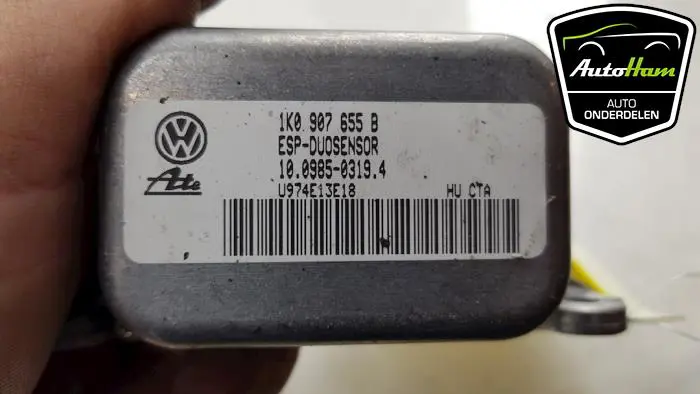 1K0 907 655 B
ESP-DUOSENSOR
10.0985-0319.4
U974E13E18 HU CTA
Ate
AutoHam
AUTO
ONDERDELEN